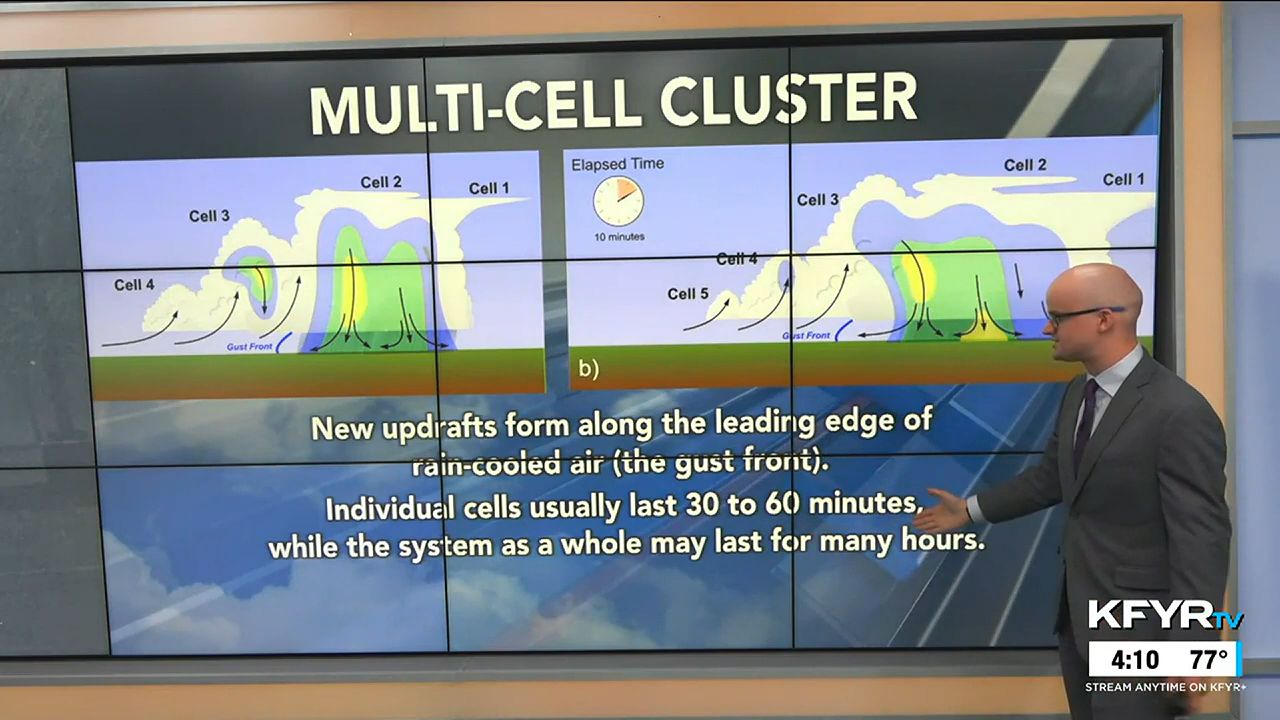 MULTI-CELL CLUSTER
Cell 2
Cell 1
Cell 3
Cell 4
Gust Front
Elapsed Time
10 minutes
Cell 2
Cell 1
Cell 3
Cell 4
Cell 5
Gust Front
b)
New updrafts form along the leading edge of
rain-cooled air (the gust front).
Individual cells usually last 30 to 60 minutes,
while the system as a whole may last for many hours.
KFYR TV
4:10 77°
STREAM ANYTIME ON KFYR+